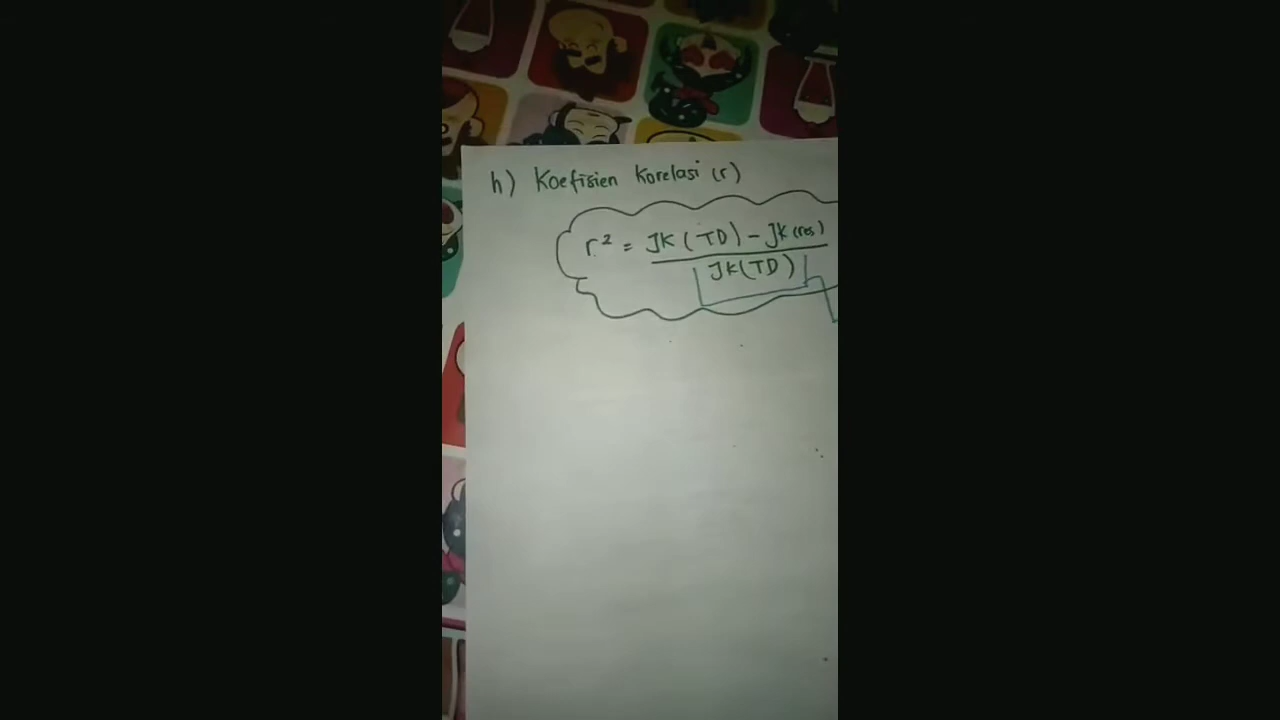 h) Koefisien Korelasi (r)
r² = JK (TD) - JK (res)
JK(TD)